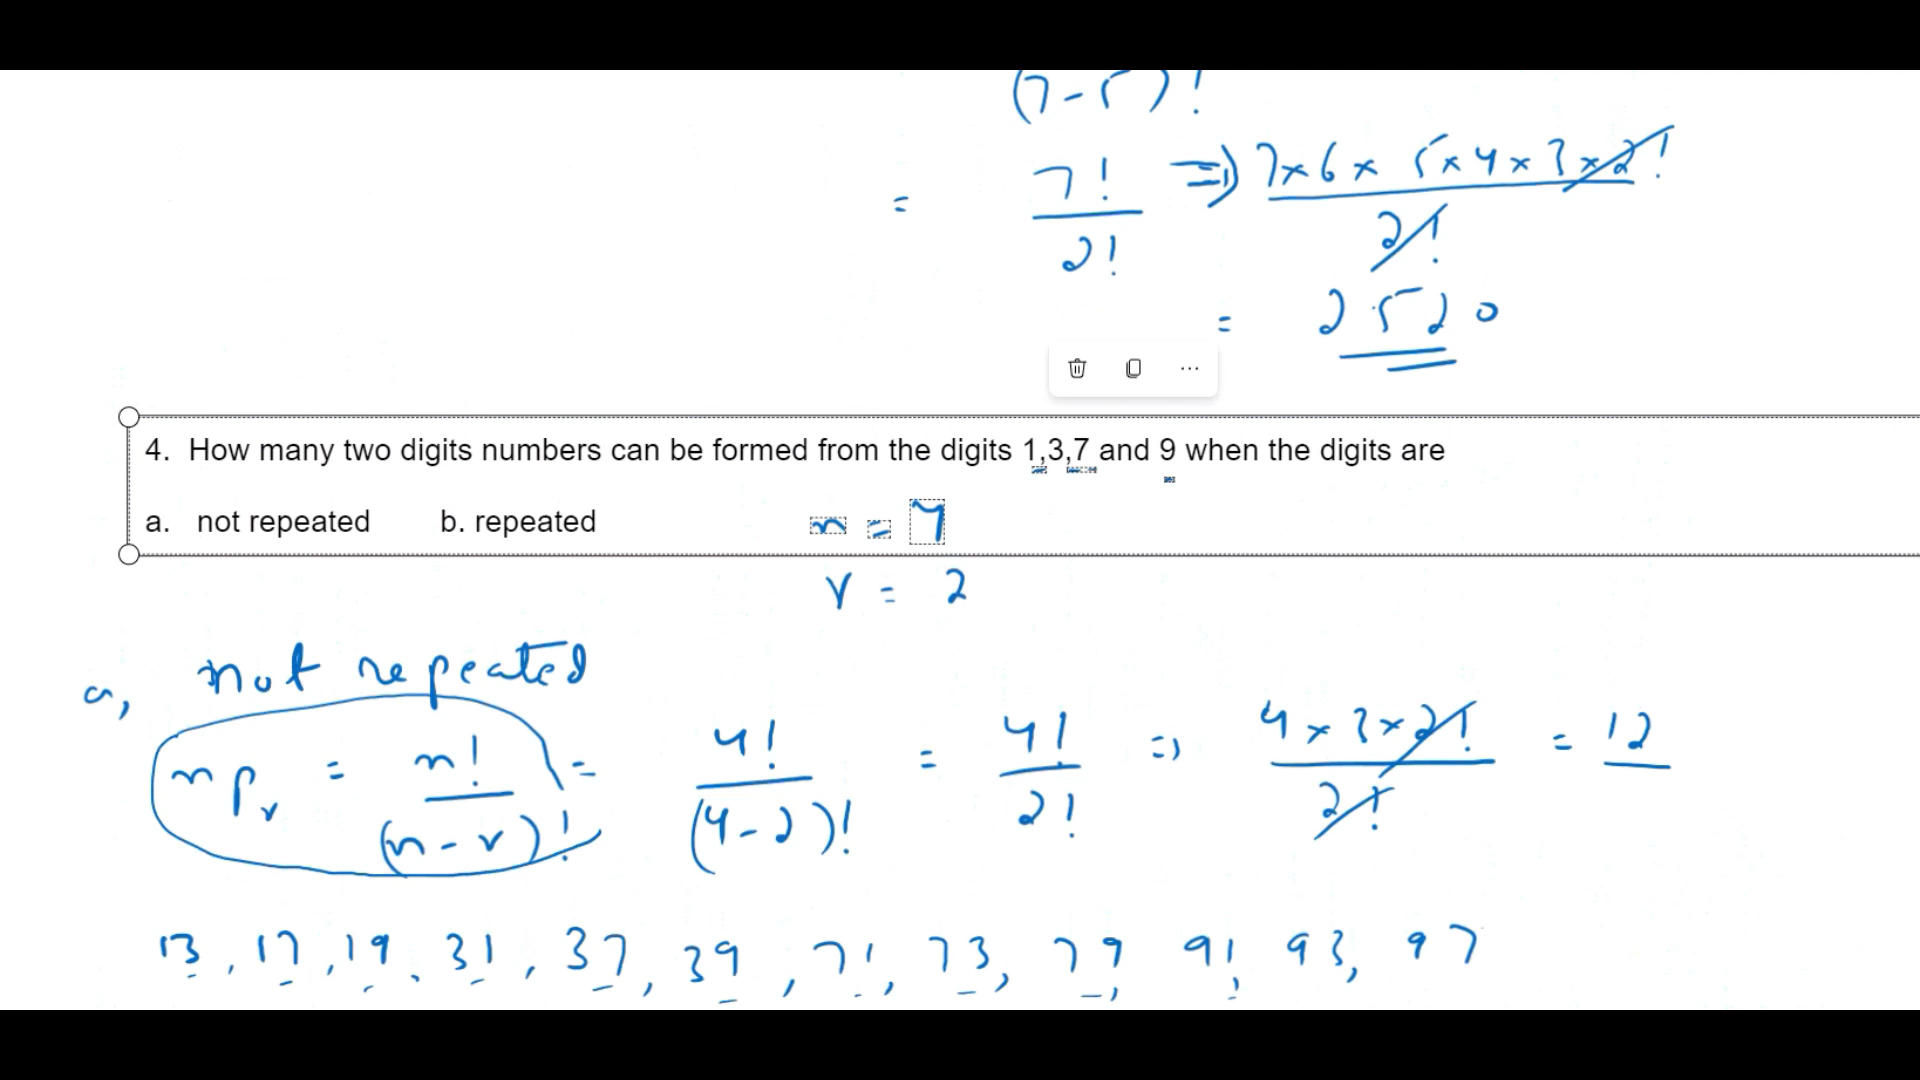 (7-5)!
= 7!/2! => 7×6×5×4×3×2!/2!
= 2520
4. How many two digits numbers can be formed from the digits 1,3,7 and 9 when the digits are
a. not repeated b. repeated n = 4
r = 2
a, not repeated
nPr = n!/(n-r)! = 4!/(4-2)! = 4!/2! => 4×3×2!/2! = 12
13, 17, 19, 31, 37, 39, 71, 73, 79, 91, 93, 97